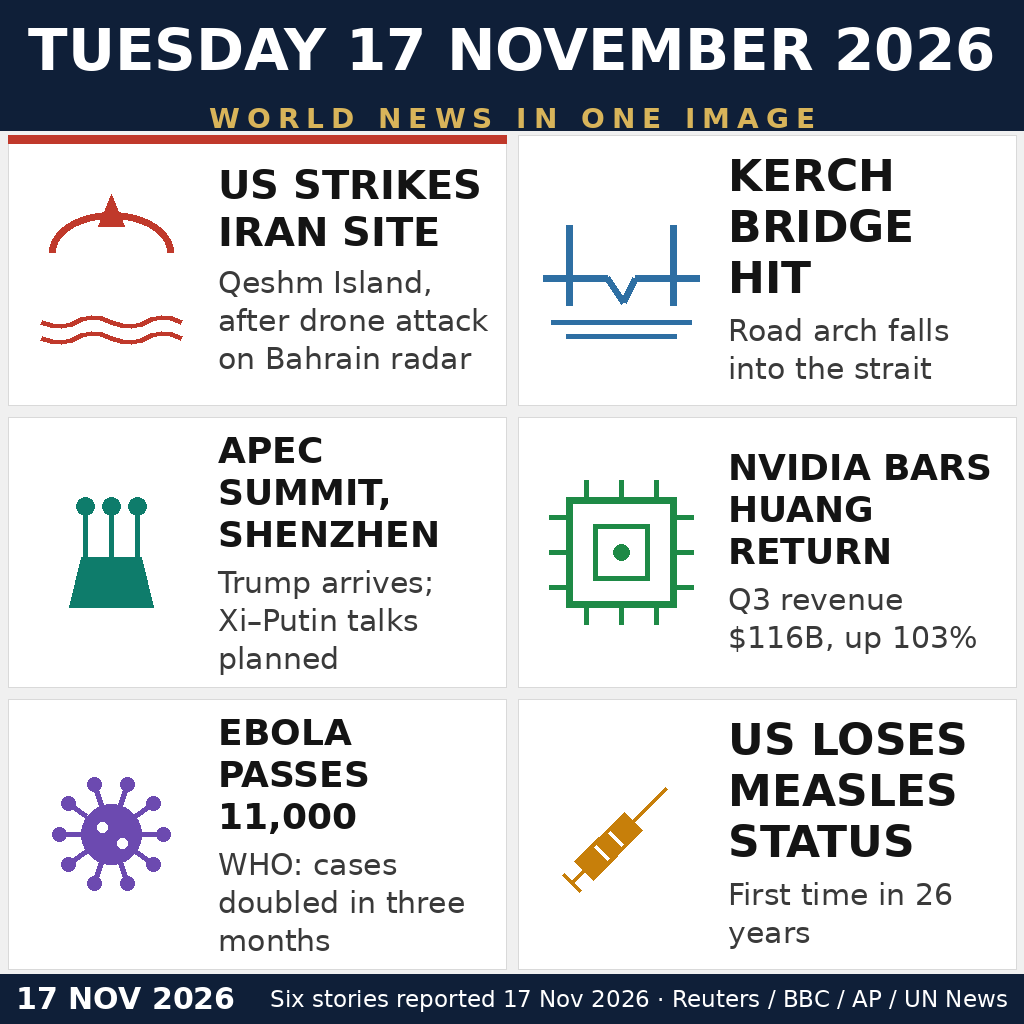 TUESDAY 17 NOVEMBER 2026
WORLD NEWS IN ONE IMAGE
US STRIKES
IRAN SITE
Qeshm Island,
after drone attack
on Bahrain radar
KERCH
BRIDGE
HIT
Road arch falls
into the strait
APEC
SUMMIT,
SHENZHEN
Trump arrives;
Xi–Putin talks
planned
NVIDIA BARS
HUANG
RETURN
Q3 revenue
$116B, up 103%
EBOLA
PASSES
11,000
WHO: cases
doubled in three
months
US LOSES
MEASLES
STATUS
First time in 26
years
17 NOV 2026
Six stories reported 17 Nov 2026 · Reuters / BBC / AP / UN News